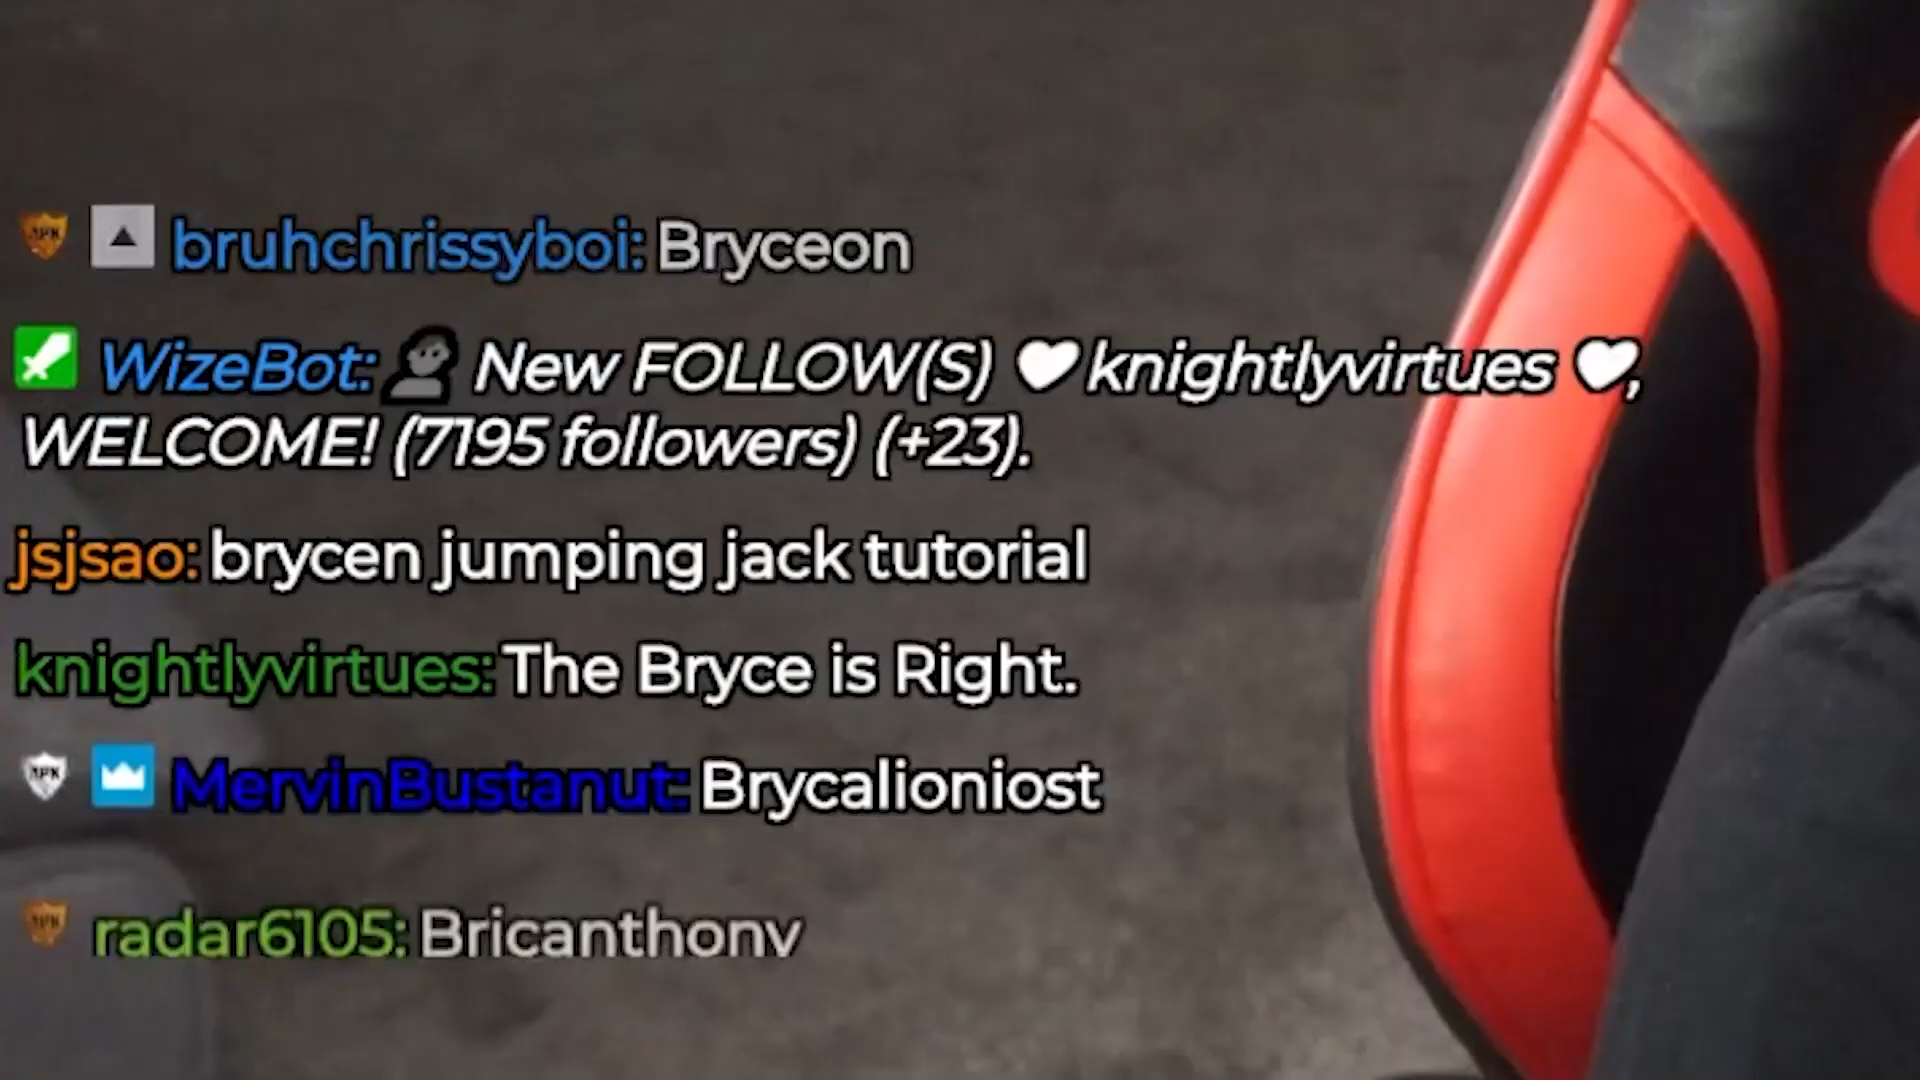 bruhchrissyboi: Bryceon
WizeBot: New FOLLOW(S) knightlyvirtues ,
WELCOME! (7195 followers) (+23).
jsjsao: brycen jumping jack tutorial
knightlyvirtues: The Bryce is Right.
MervinBustanut: Brycalioniost
radar6105: Bricanthony